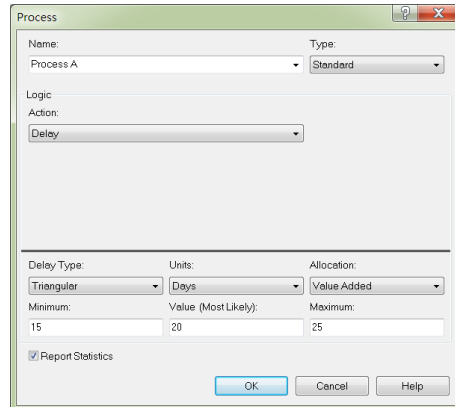 Process
Name: Type:
Process A Standard
Logic
Action:
Delay
Delay Type: Units: Allocation:
Triangular Days Value Added
Minimum: Value (Most Likely): Maximum:
15 20 25
Report Statistics
OK Cancel Help